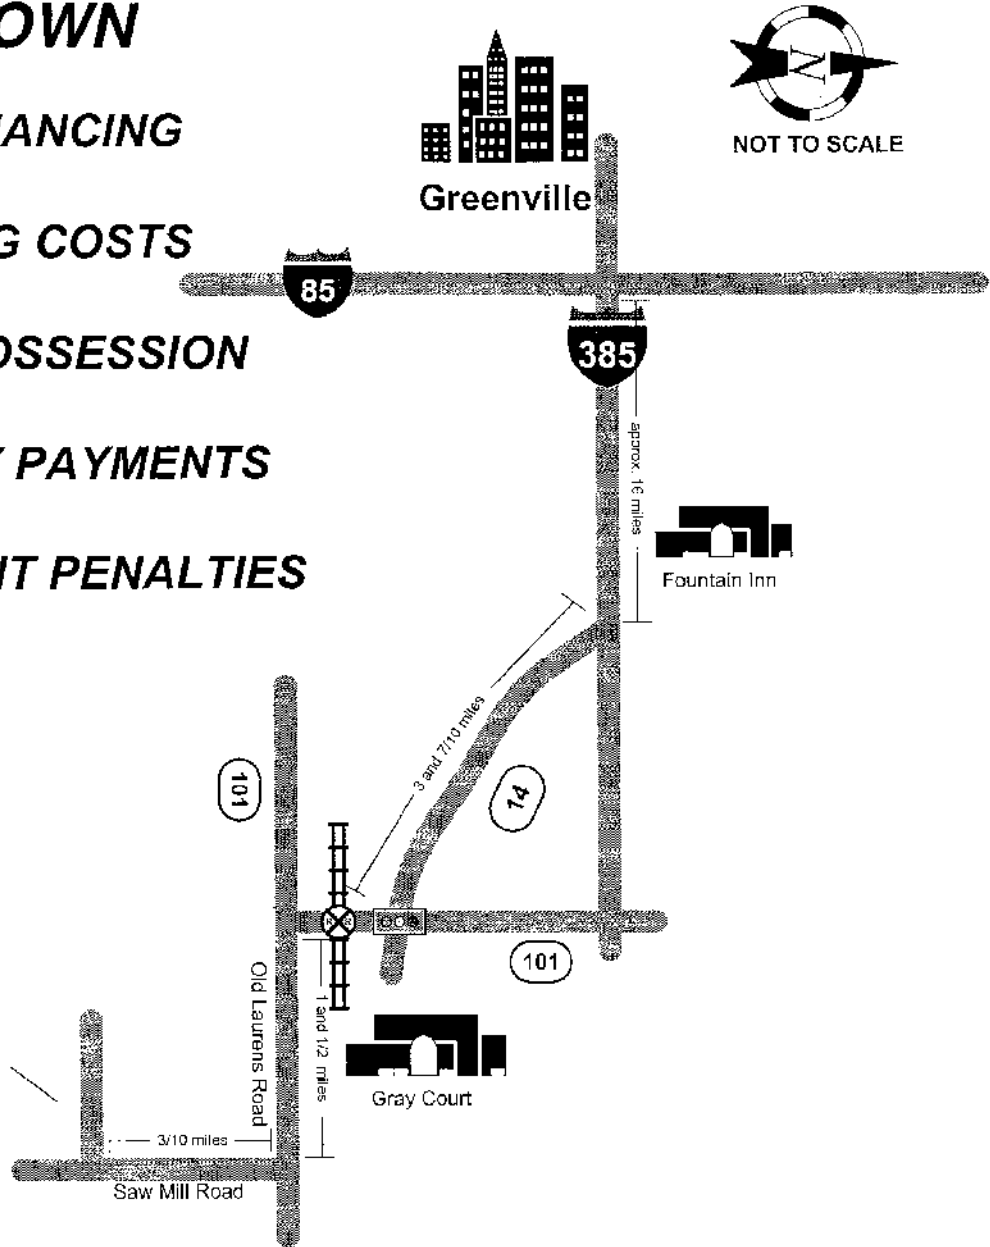 OWN
ANCING
G COSTS
OSSESSION
PAYMENTS
T PENALTIES
N
NOT TO SCALE
Greenville
85
385
approx. 16 miles
Fountain Inn
3 and 7/10 miles
14
101
101
Old Laurens Road
1 and 1/2 miles
Gray Court
3/10 miles
Saw Mill Road